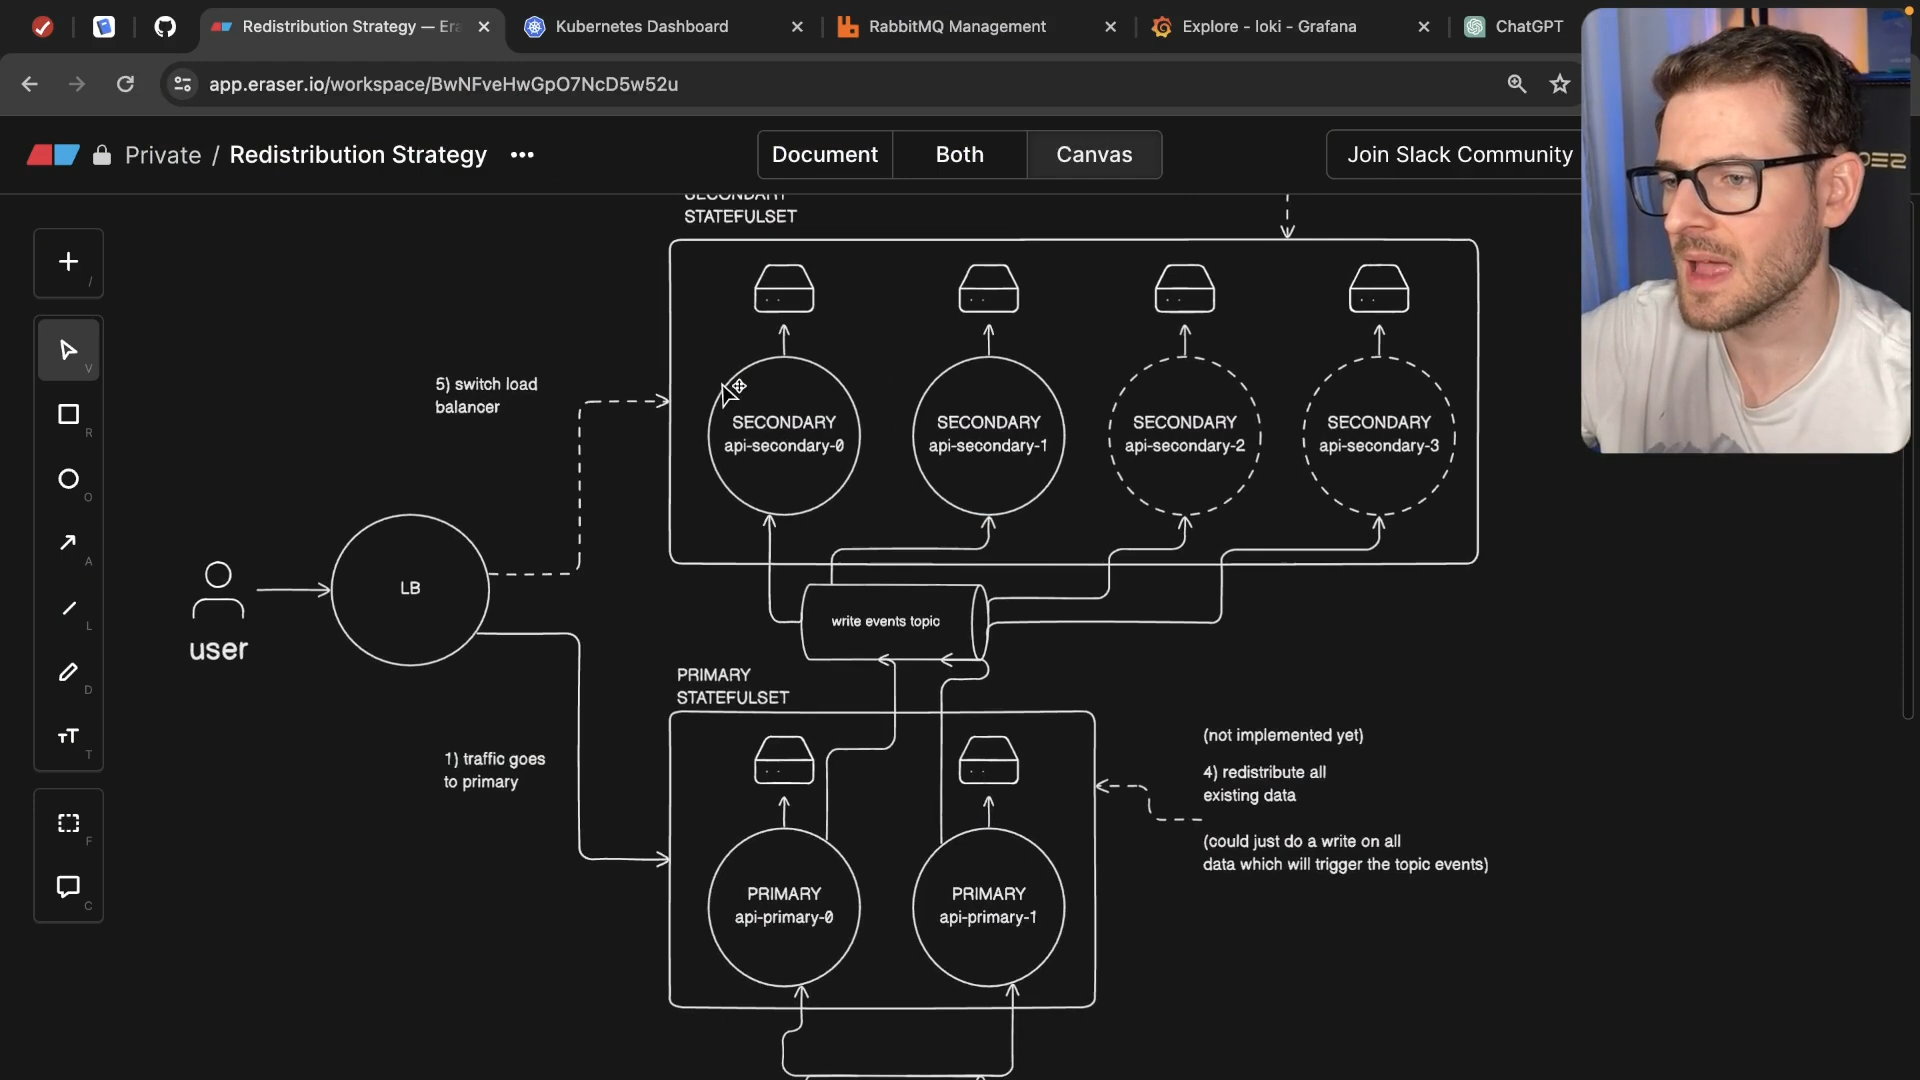 Redistribution Strategy — Era
Kubernetes Dashboard
RabbitMQ Management
Explore - loki - Grafana
ChatGPT
app.eraser.io/workspace/BwNFveHwGpO7NcD5w52u
Private / Redistribution Strategy
Document
Both
Canvas
Join Slack Community
SECONDARY
STATEFULSET
/
V
R
O
A
L
D
T
F
C
5) switch load
balancer
SECONDARY
api-secondary-0
SECONDARY
api-secondary-1
SECONDARY
api-secondary-2
SECONDARY
api-secondary-3
LB
user
write events topic
PRIMARY
STATEFULSET
1) traffic goes
to primary
(not implemented yet)
4) redistribute all
existing data
(could just do a write on all
data which will trigger the topic events)
PRIMARY
api-primary-0
PRIMARY
api-primary-1